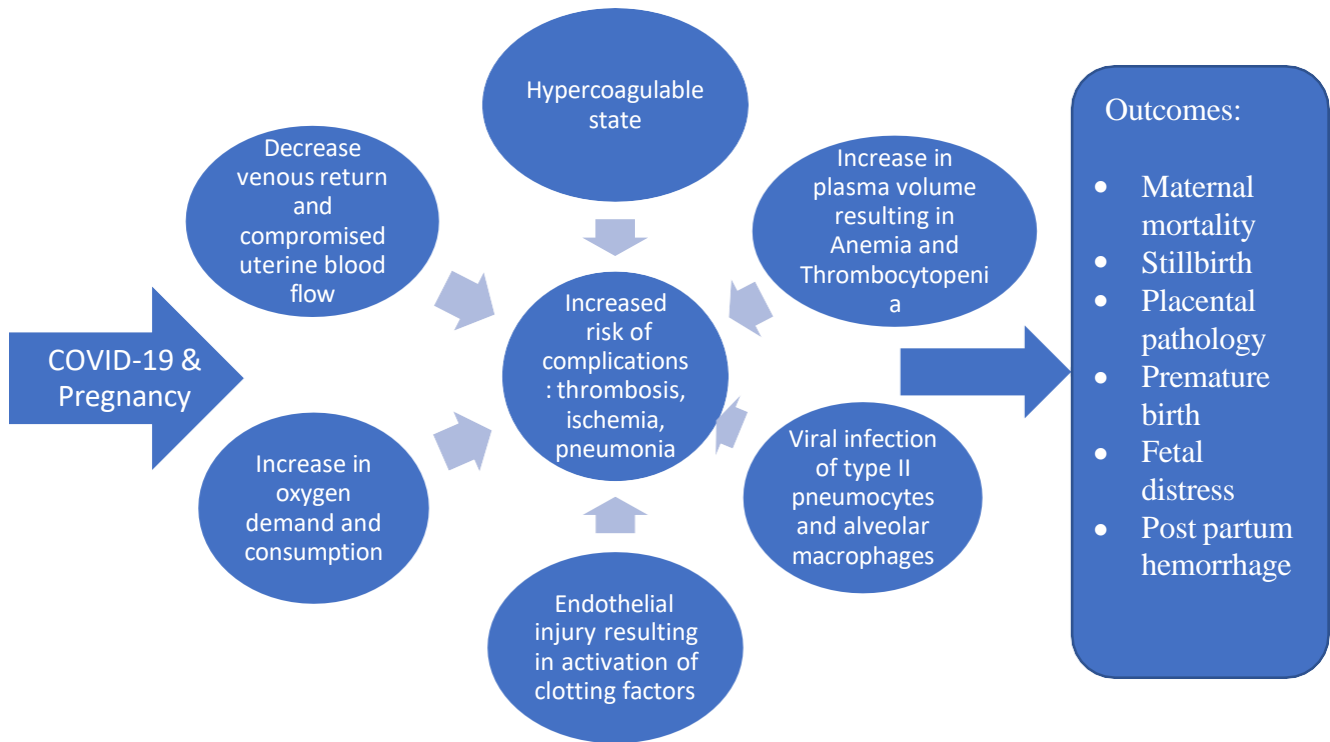 COVID-19 &
Pregnancy
Decrease
venous return
and
compromised
uterine blood
flow
Hypercoagulable
state
Increase in
plasma volume
resulting in
Anemia and
Thrombocytopeni
a
Increased
risk of
complications
: thrombosis,
ischemia,
pneumonia
Increase in
oxygen
demand and
consumption
Endothelial
injury resulting
in activation of
clotting factors
Viral infection
of type II
pneumocytes
and alveolar
macrophages
Outcomes:
• Maternal
mortality
• Stillbirth
• Placental
pathology
• Premature
birth
• Fetal
distress
• Post partum
hemorrhage